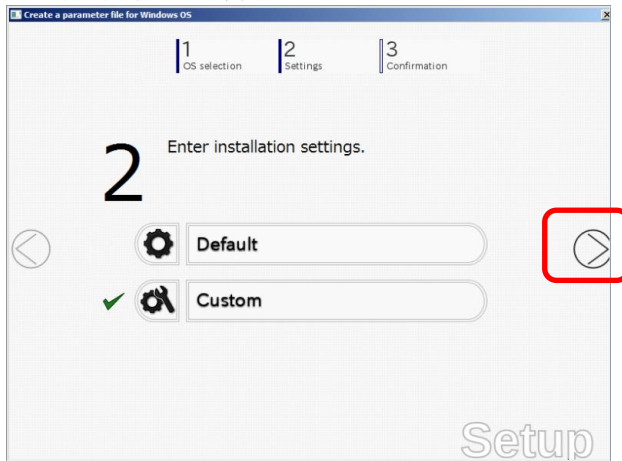 Create a parameter file for Windows OS
1
OS selection
2
Settings
3
Confirmation
2
Enter installation settings.
Default
Custom
Setup